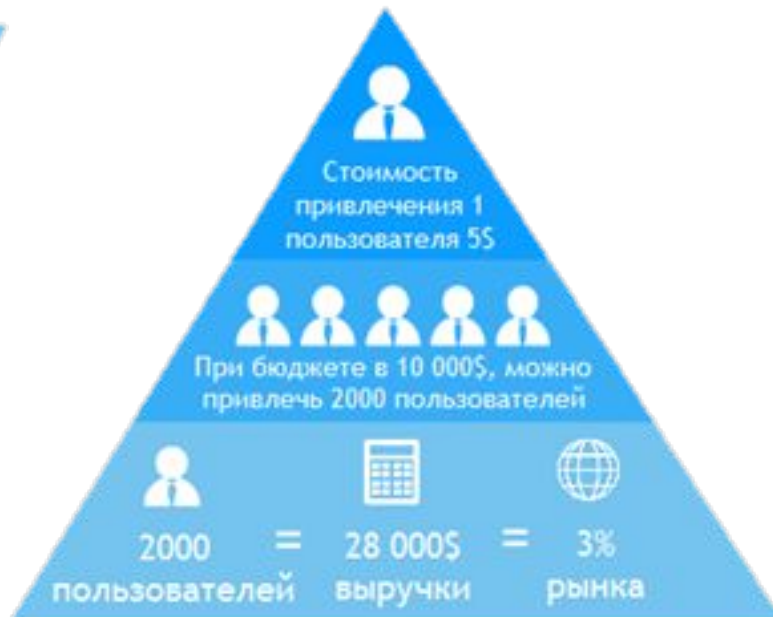 Стоимость
привлечения 1
пользователя 5$
При бюджете в 10 000$, можно
привлечь 2000 пользователей
2000 = 28 000$ = 3%
пользователей выручки рынка